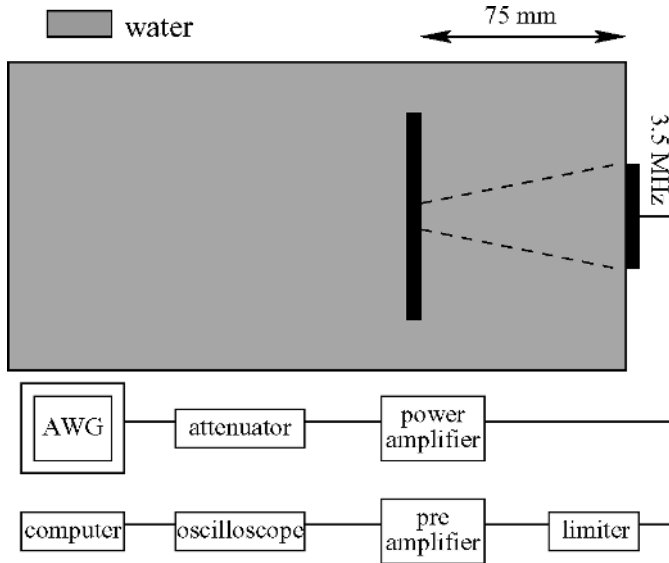 water
75 mm
3.5 MHz
AWG
attenuator
power
amplifier
computer
oscilloscope
pre
amplifier
limiter